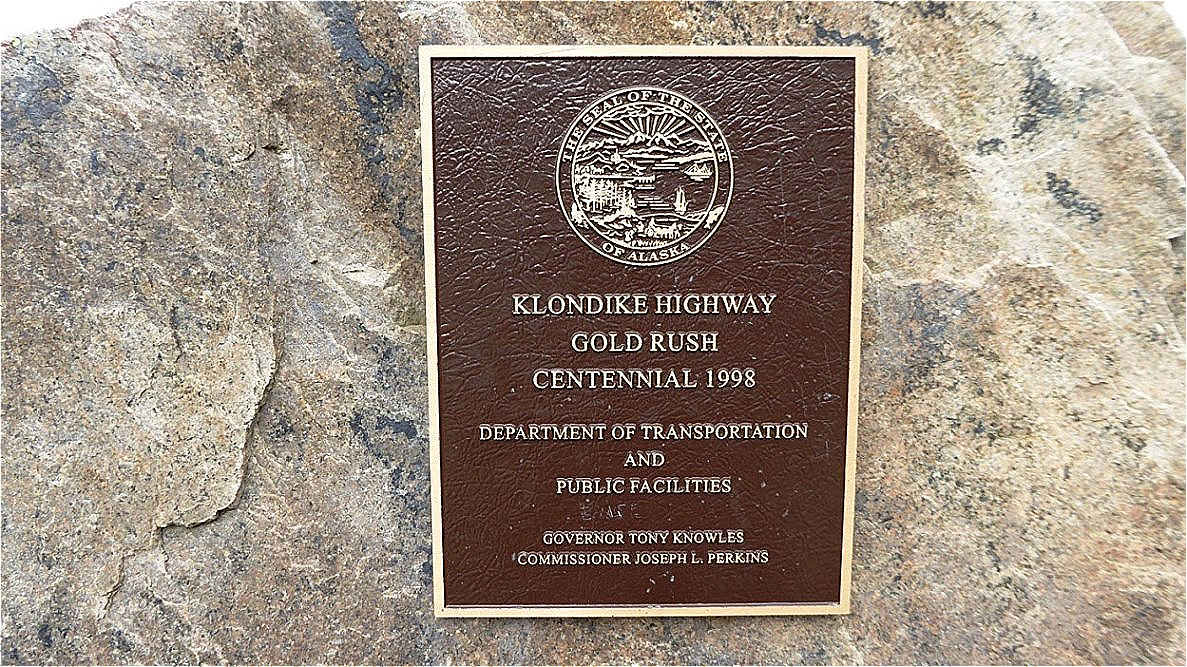 THE SEAL OF THE STATE
OF ALASKA
KLONDIKE HIGHWAY
GOLD RUSH
CENTENNIAL 1998
DEPARTMENT OF TRANSPORTATION
AND
PUBLIC FACILITIES
GOVERNOR TONY KNOWLES
COMMISSIONER JOSEPH L. PERKINS